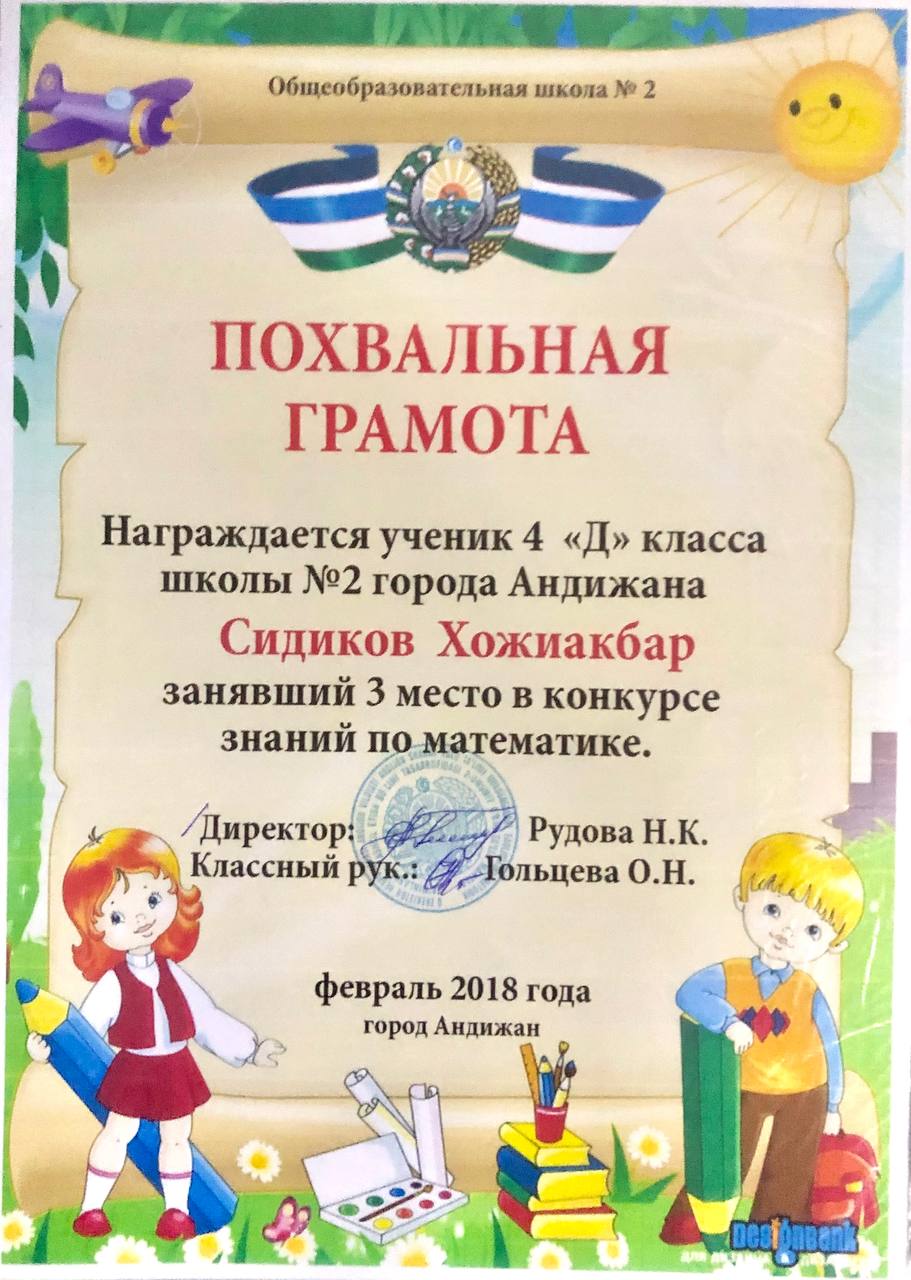 Общеобразовательная школа № 2
ПОХВАЛЬНАЯ
ГРАМОТА
Награждается ученик 4 «Д» класса
школы №2 города Андижана
Сидиков Хожиакбар
занявший 3 место в конкурсе
знаний по математике.
Директор: Рудова Н.К.
Классный рук.: Гольцева О.Н.
февраль 2018 года
город Андижан
DesignBank